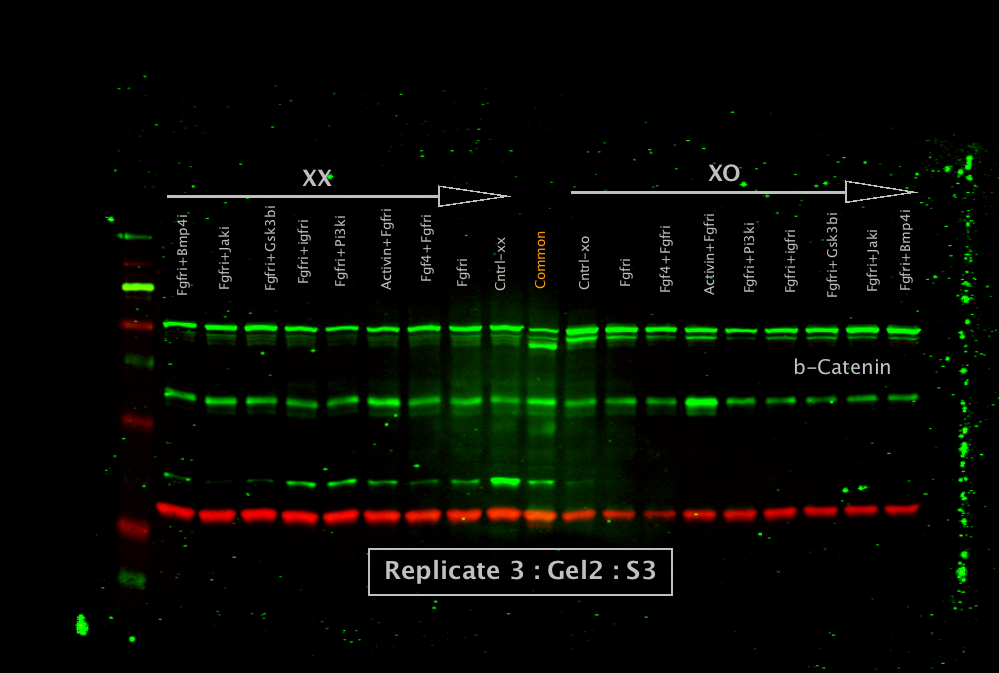 XX
XO
Fgfri+Bmp4i
Fgfri+Jaki
Fgfri+Gsk3bi
Fgfri+igfri
Fgfri+Pi3ki
Activin+Fgfri
Fgf4+Fgfri
Fgfri
Cntrl-xx
Common
Cntrl-xo
Fgfri
Fgf4+Fgfri
Activin+Fgfri
Fgfri+Pi3ki
Fgfri+igfri
Fgfri+Gsk3bi
Fgfri+Jaki
Fgfri+Bmp4i
b-Catenin
Replicate 3 : Gel2 : S3